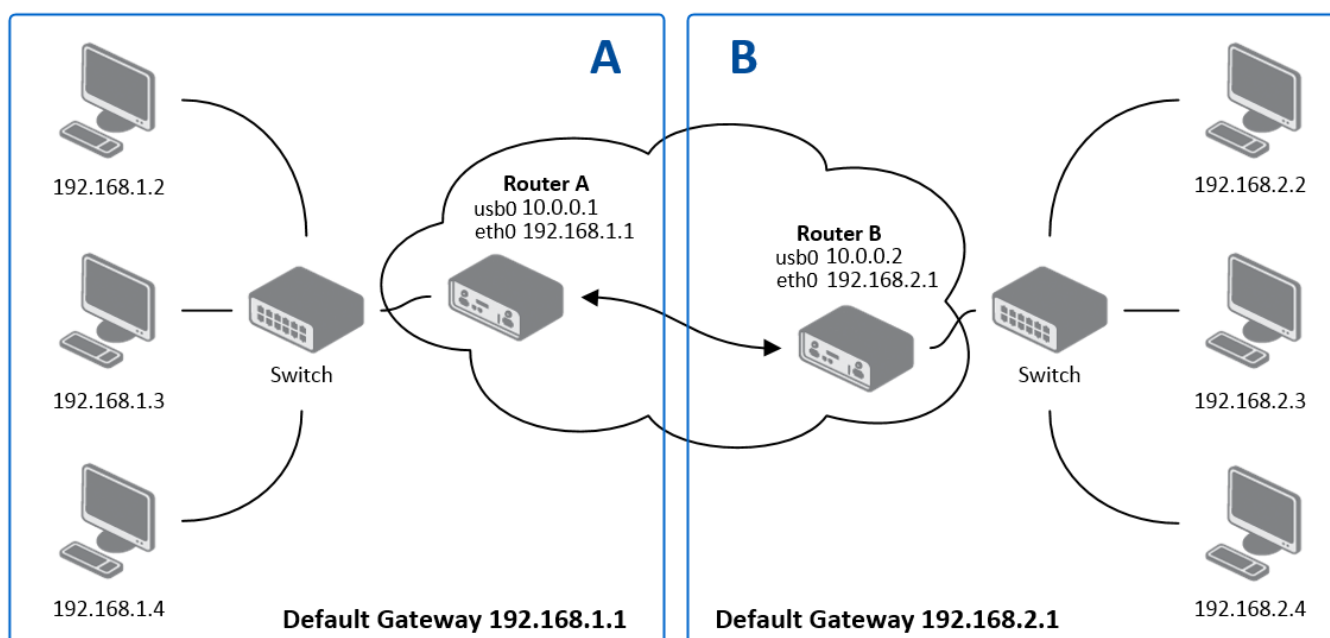 A
B
192.168.1.2
192.168.2.2
Router A
usb0 10.0.0.1
eth0 192.168.1.1
Router B
usb0 10.0.0.2
eth0 192.168.2.1
Switch
Switch
192.168.1.3
192.168.2.3
192.168.1.4
192.168.2.4
Default Gateway 192.168.1.1
Default Gateway 192.168.2.1